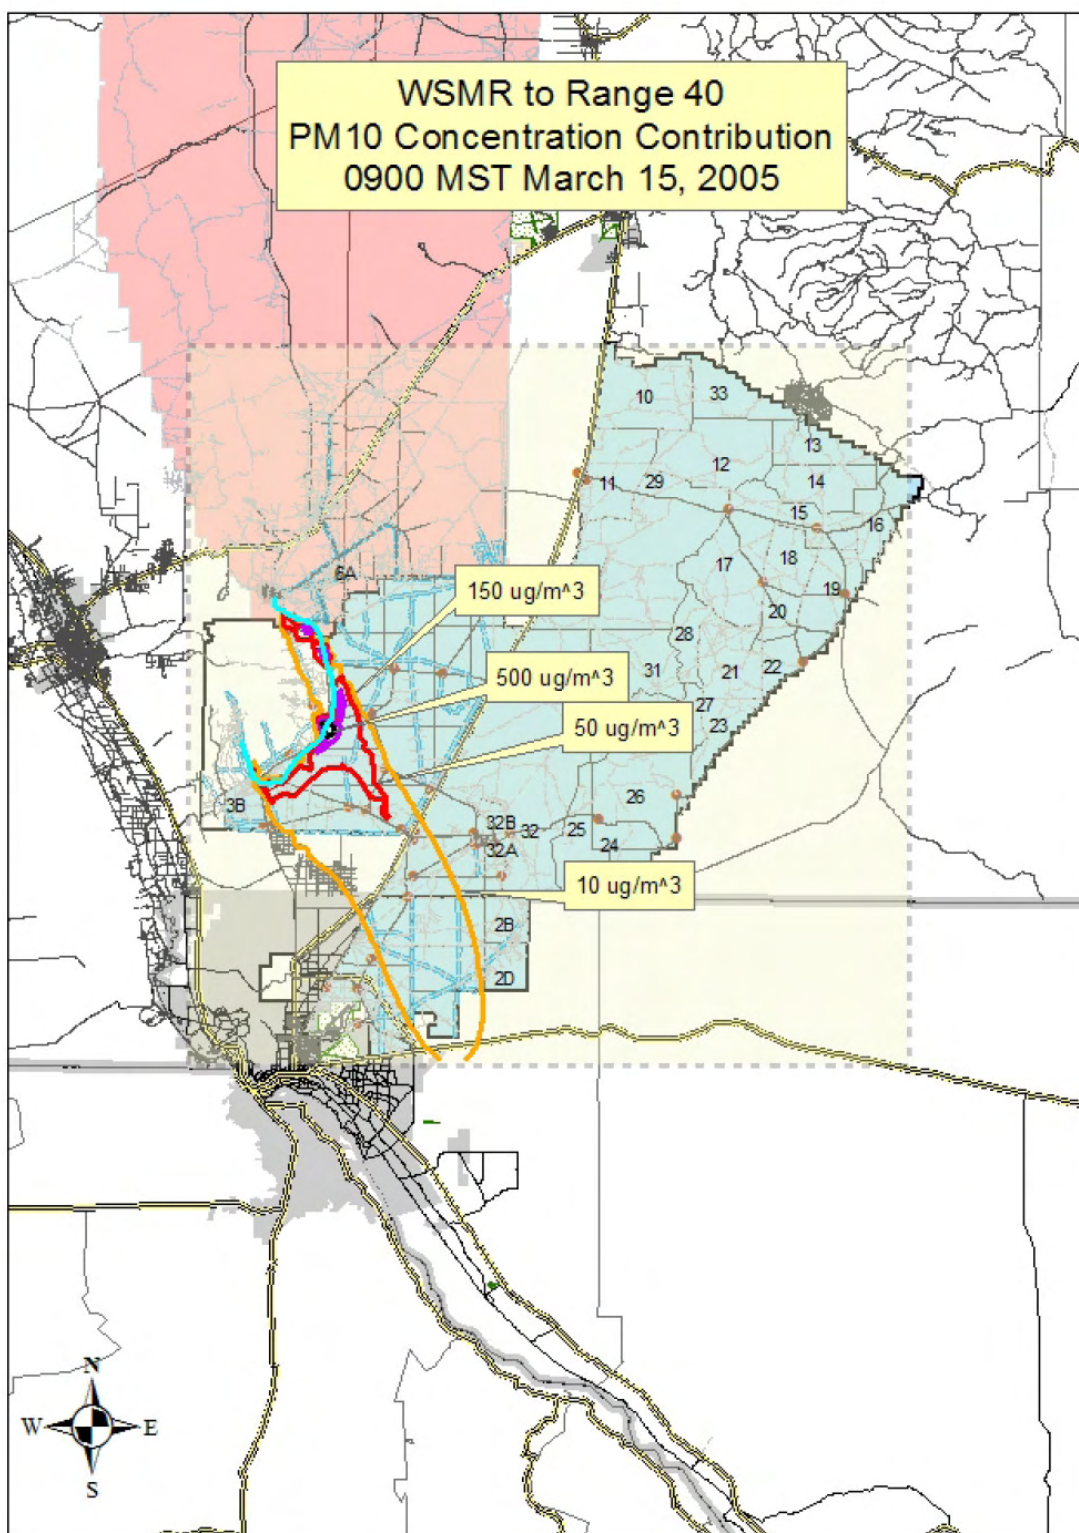 WSMR to Range 40
PM10 Concentration Contribution
0900 MST March 15, 2005
10
33
13
12
14
11
29
15
16
17
18
6A
19
150 ug/m^3
20
28
500 ug/m^3
31
21
22
27
50 ug/m^3
23
3B
26
32B
32
25
24
32A
10 ug/m^3
2B
2D
N
W
E
S